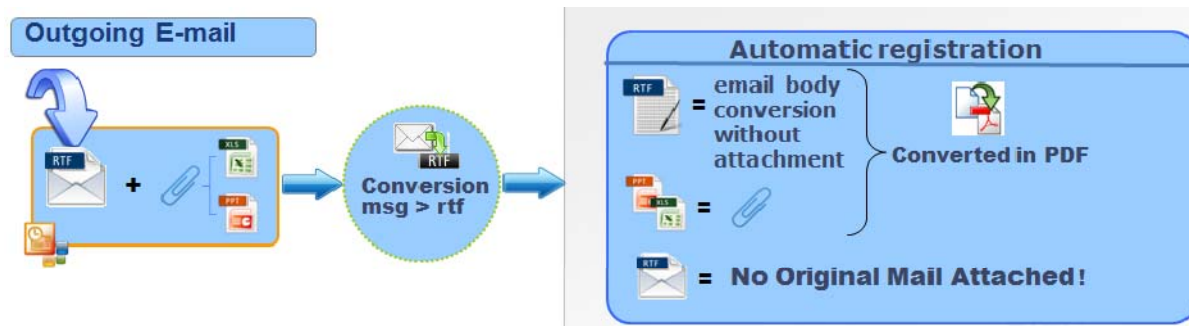 Outgoing E-mail
RTF
+
XLS
PPT
RTF
Conversion
msg > rtf
Automatic registration
RTF
= email body
conversion
without
attachment
Converted in PDF
PPT
XLS
=
RTF
= No Original Mail Attached!